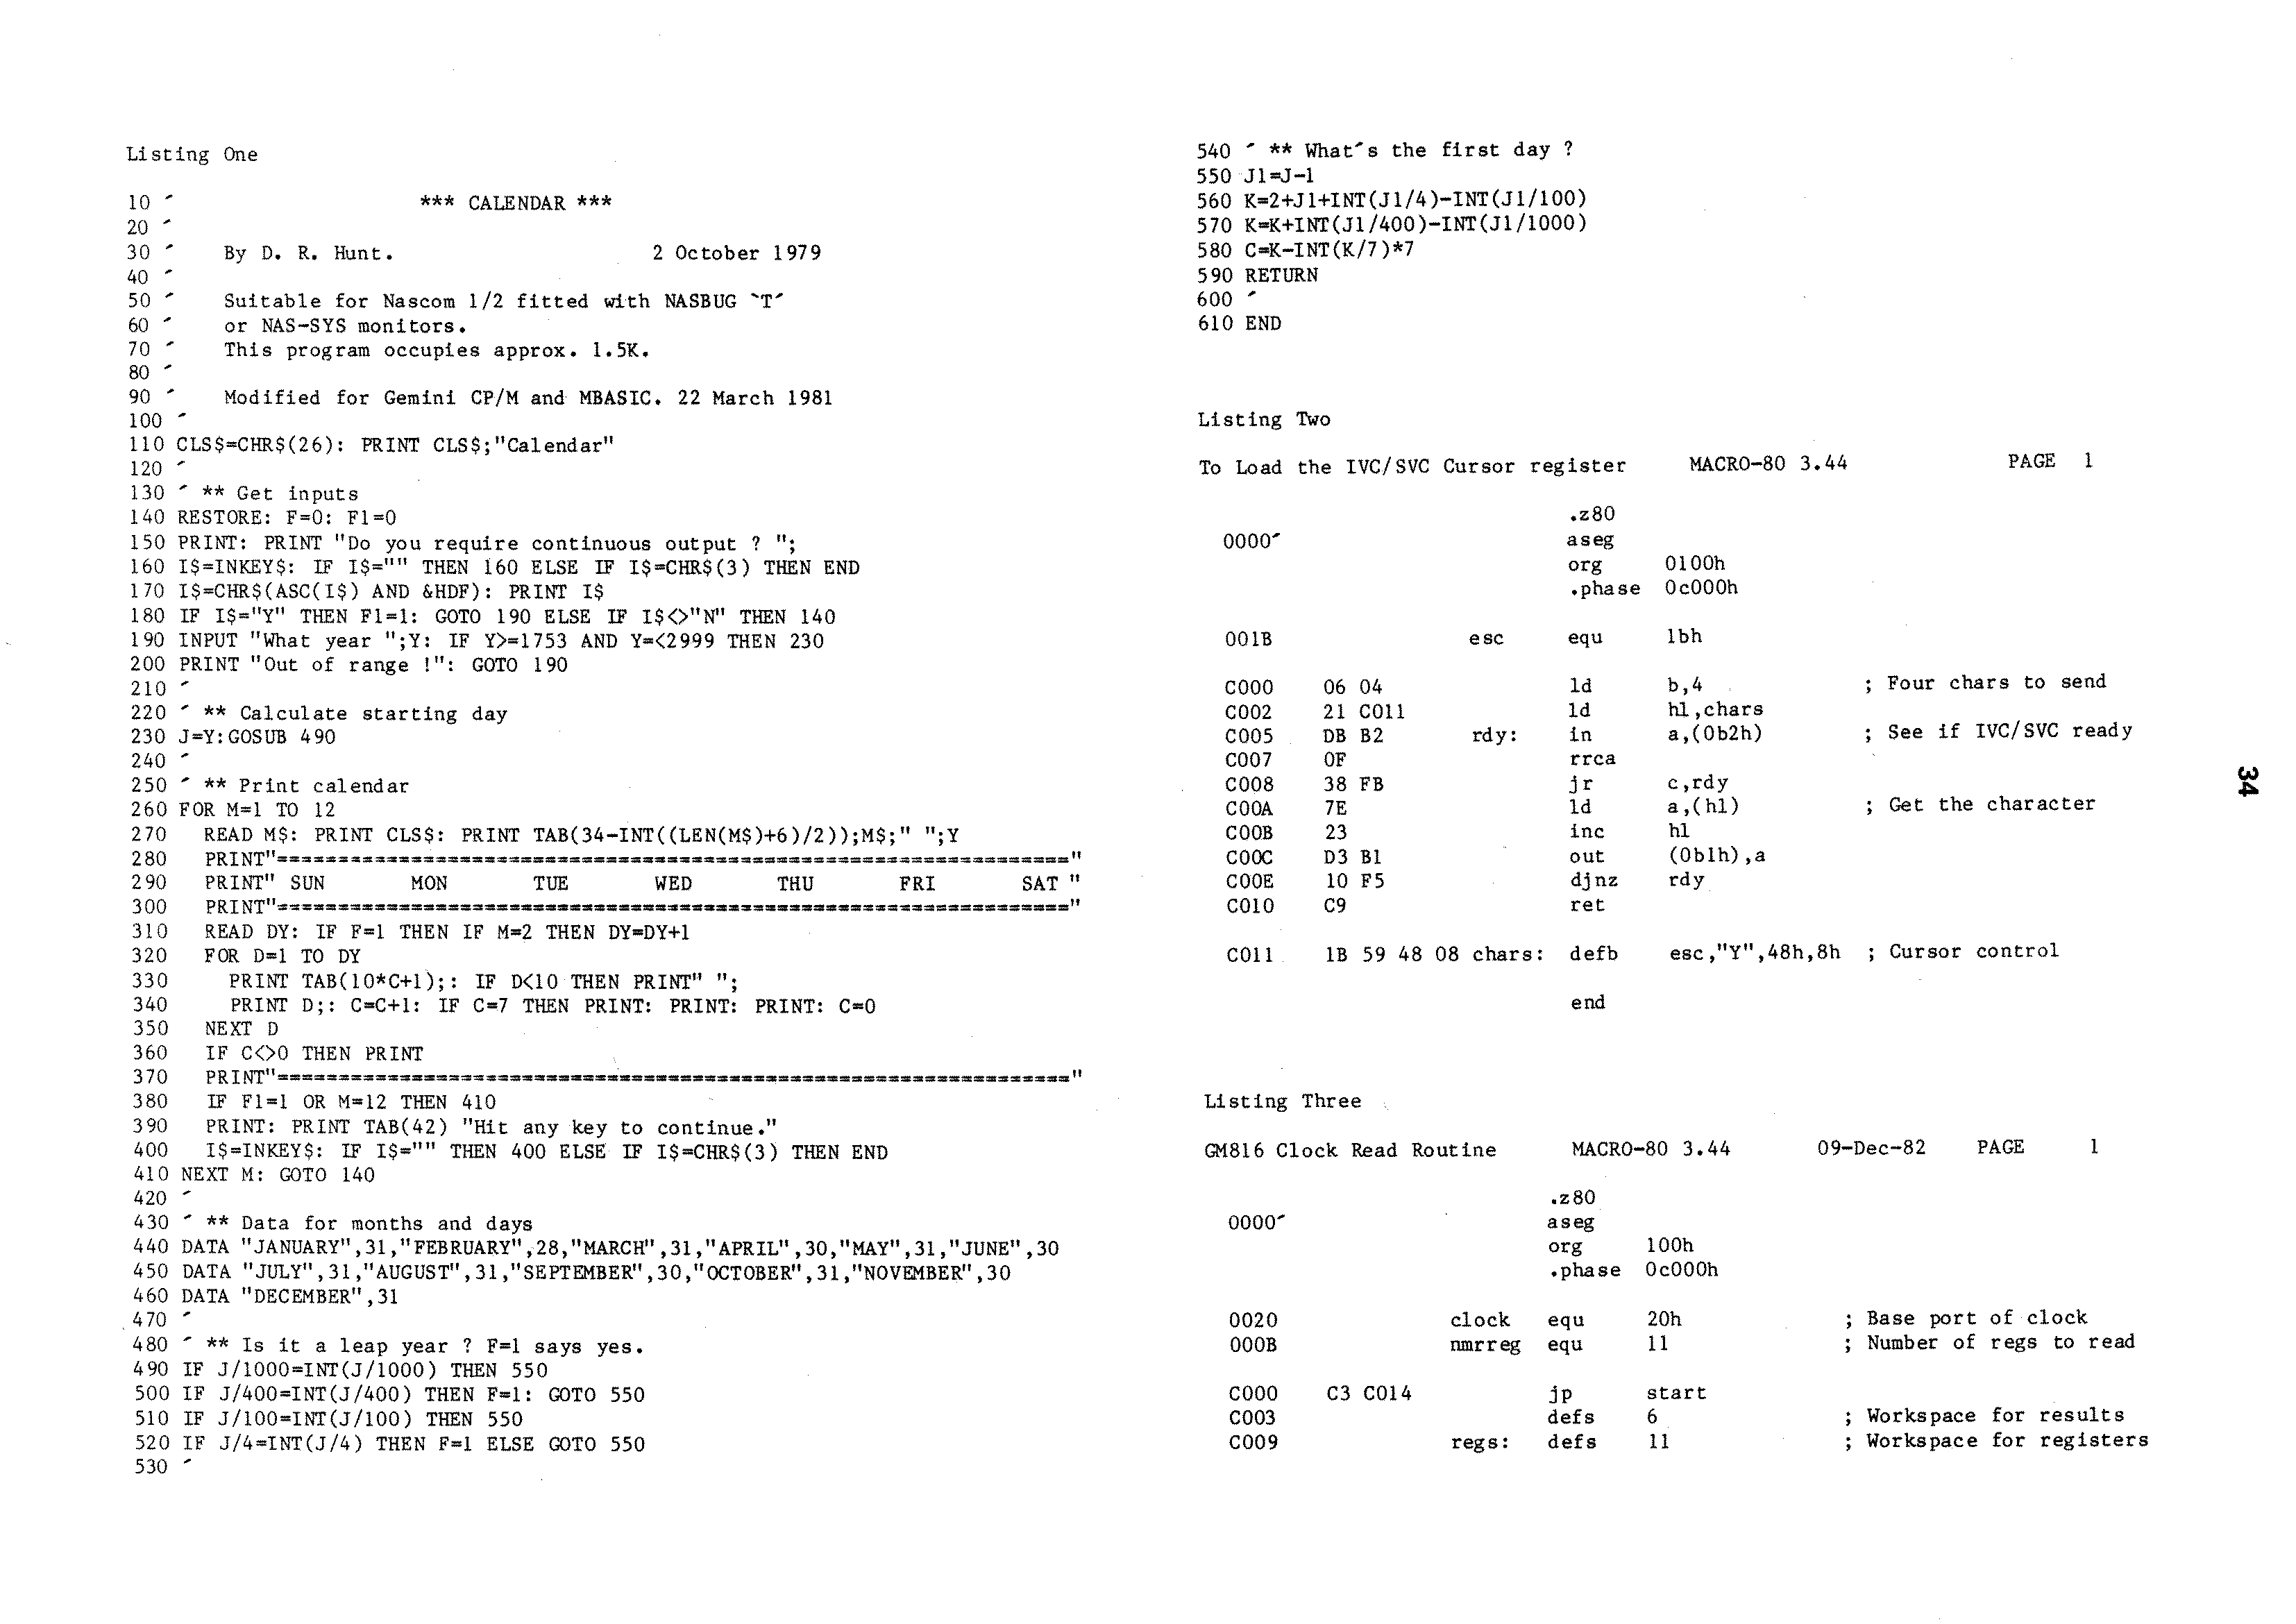 Listing One
10 ´                    *** CALENDAR ***
20 ´
30 ´    By D. R. Hunt.                     2 October 1979
40 ´
50 ´    Suitable for Nascom 1/2 fitted with NASBUG `T´
60 ´    or NAS-SYS monitors.
70 ´    This program occupies approx. 1.5K.
80 ´
90 ´    Modified for Gemini CP/M and MBASIC. 22 March 1981
100 ´
110 CLS$=CHR$(26): PRINT CLS$;"Calendar"
120 ´
130 ´ ** Get inputs
140 RESTORE: F=0: F1=0
150 PRINT: PRINT "Do you require continuous output ? ";
160 I$=INKEY$: IF I$="" THEN 160 ELSE IF I$=CHR$(3) THEN END
170 I$=CHR$(ASC(I$) AND &HDF): PRINT I$
180 IF I$="Y" THEN F1=1: GOTO 190 ELSE IF I$<>"N" THEN 140
190 INPUT "What year ";Y: IF Y>=1753 AND Y=<2999 THEN 230
200 PRINT "Out of range !": GOTO 190
210 ´
220 ´ ** Calculate starting day
230 J=Y:GOSUB 490
240 ´
250 ´ ** Print calendar
260 FOR M=1 TO 12
270   READ M$: PRINT CLS$: PRINT TAB(34-INT((LEN(M$)+6)/2));M$;" ";Y
280   PRINT"================================================================="
290   PRINT" SUN       MON       TUE       WED       THU       FRI       SAT "
300   PRINT"================================================================="
310   READ DY: IF F=1 THEN IF M=2 THEN DY=DY+1
320   FOR D=1 TO DY
330     PRINT TAB(10*C+1);: IF D<10 THEN PRINT" ";
340     PRINT D;: C=C+1: IF C=7 THEN PRINT: PRINT: PRINT: C=0
350   NEXT D
360   IF C<>0 THEN PRINT
370   PRINT"================================================================="
380   IF F1=1 OR M=12 THEN 410
390   PRINT: PRINT TAB(42) "Hit any key to continue."
400   I$=INKEY$: IF I$="" THEN 400 ELSE IF I$=CHR$(3) THEN END
410 NEXT M: GOTO 140
420 ´
430 ´ ** Data for months and days
440 DATA "JANUARY",31,"FEBRUARY",28,"MARCH",31,"APRIL",30,"MAY",31,"JUNE",30
450 DATA "JULY",31,"AUGUST",31,"SEPTEMBER",30,"OCTOBER",31,"NOVEMBER",30
460 DATA "DECEMBER",31
470 ´
480 ´ ** Is it a leap year ? F=1 says yes.
490 IF J/1000=INT(J/1000) THEN 550
500 IF J/400=INT(J/400) THEN F=1: GOTO 550
510 IF J/100=INT(J/100) THEN 550
520 IF J/4=INT(J/4) THEN F=1 ELSE GOTO 550
530 ´
540 ´ ** What´s the first day ?
550 J1=J-1
560 K=2+J1+INT(J1/4)-INT(J1/100)
570 K=K+INT(J1/400)-INT(J1/1000)
580 C=K-INT(K/7)*7
590 RETURN
600 ´
610 END
Listing Two
To Load the IVC/SVC Cursor register     MACRO-80 3.44             PAGE  1
.z80
0000´                       aseg
org     0100h
.phase  0c000h
001B                esc     equ     1bh
C000    06 04               ld      b,4           ; Four chars to send
C002    21 C011             ld      hl,chars
C005    DB B2       rdy:    in      a,(0b2h)      ; See if IVC/SVC ready
C007    0F                  rrca
C008    38 FB               jr      c,rdy
C00A    7E                  ld      a,(hl)        ; Get the character
C00B    23                  inc     hl
C00C    D3 B1               out     (0b1h),a
C00E    10 F5               djnz    rdy
C010    C9                  ret
C011    1B 59 48 08 chars:  defb    esc,"Y",48h,8h  ; Cursor control
end
Listing Three
GM816 Clock Read Routine      MACRO-80 3.44       09-Dec-82    PAGE     1
.z80
0000´                     aseg
org     100h
.phase  0c000h
0020              clock   equ     20h             ; Base port of clock
000B              nmrreg  equ     11              ; Number of regs to read
C000    C3 C014           jp      start
C003                      defs    6               ; Workspace for results
C009              regs:   defs    11              ; Workspace for registers
34